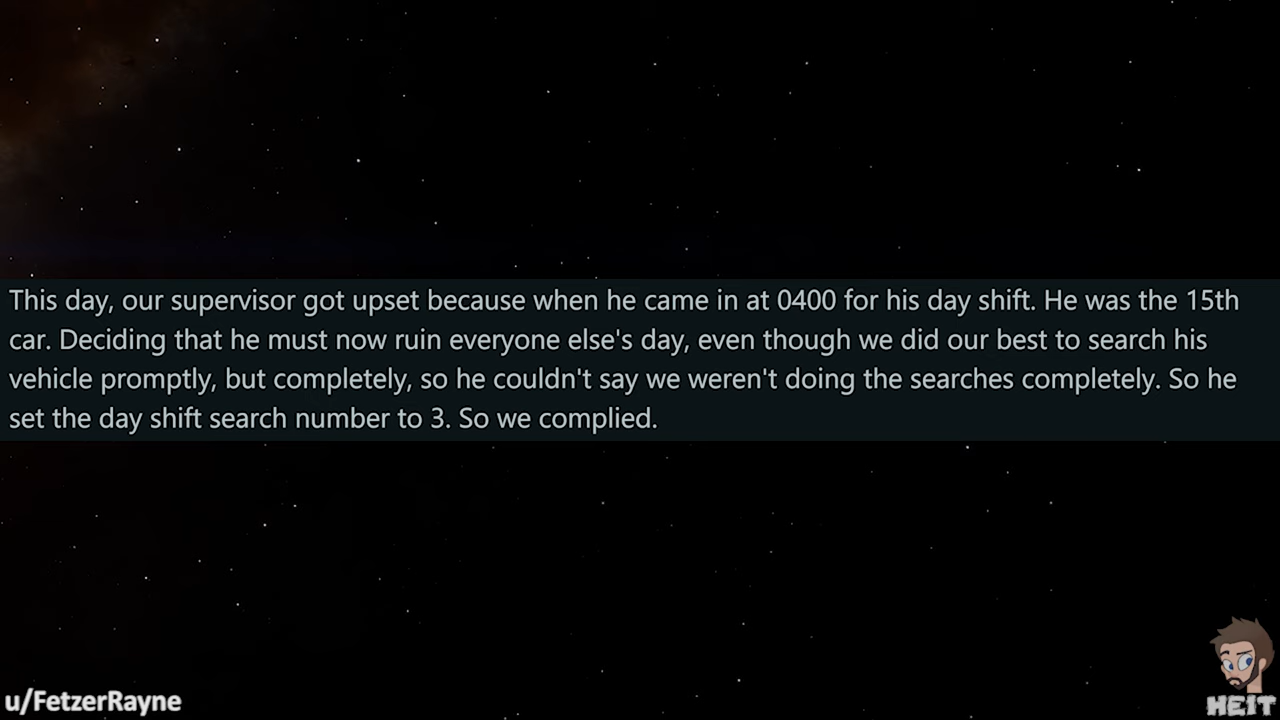 This day, our supervisor got upset because when he came in at 0400 for his day shift. He was the 15th
car. Deciding that he must now ruin everyone else's day, even though we did our best to search his
vehicle promptly, but completely, so he couldn't say we weren't doing the searches completely. So he
set the day shift search number to 3. So we complied.
u/FetzerRayne
HEIT